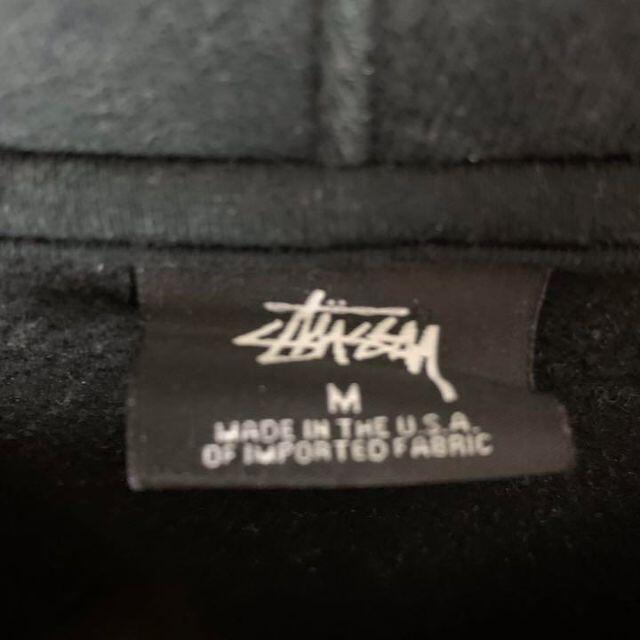 Stüssy
M
MADE IN THE U.S.A.
OF IMPORTED FABRIC